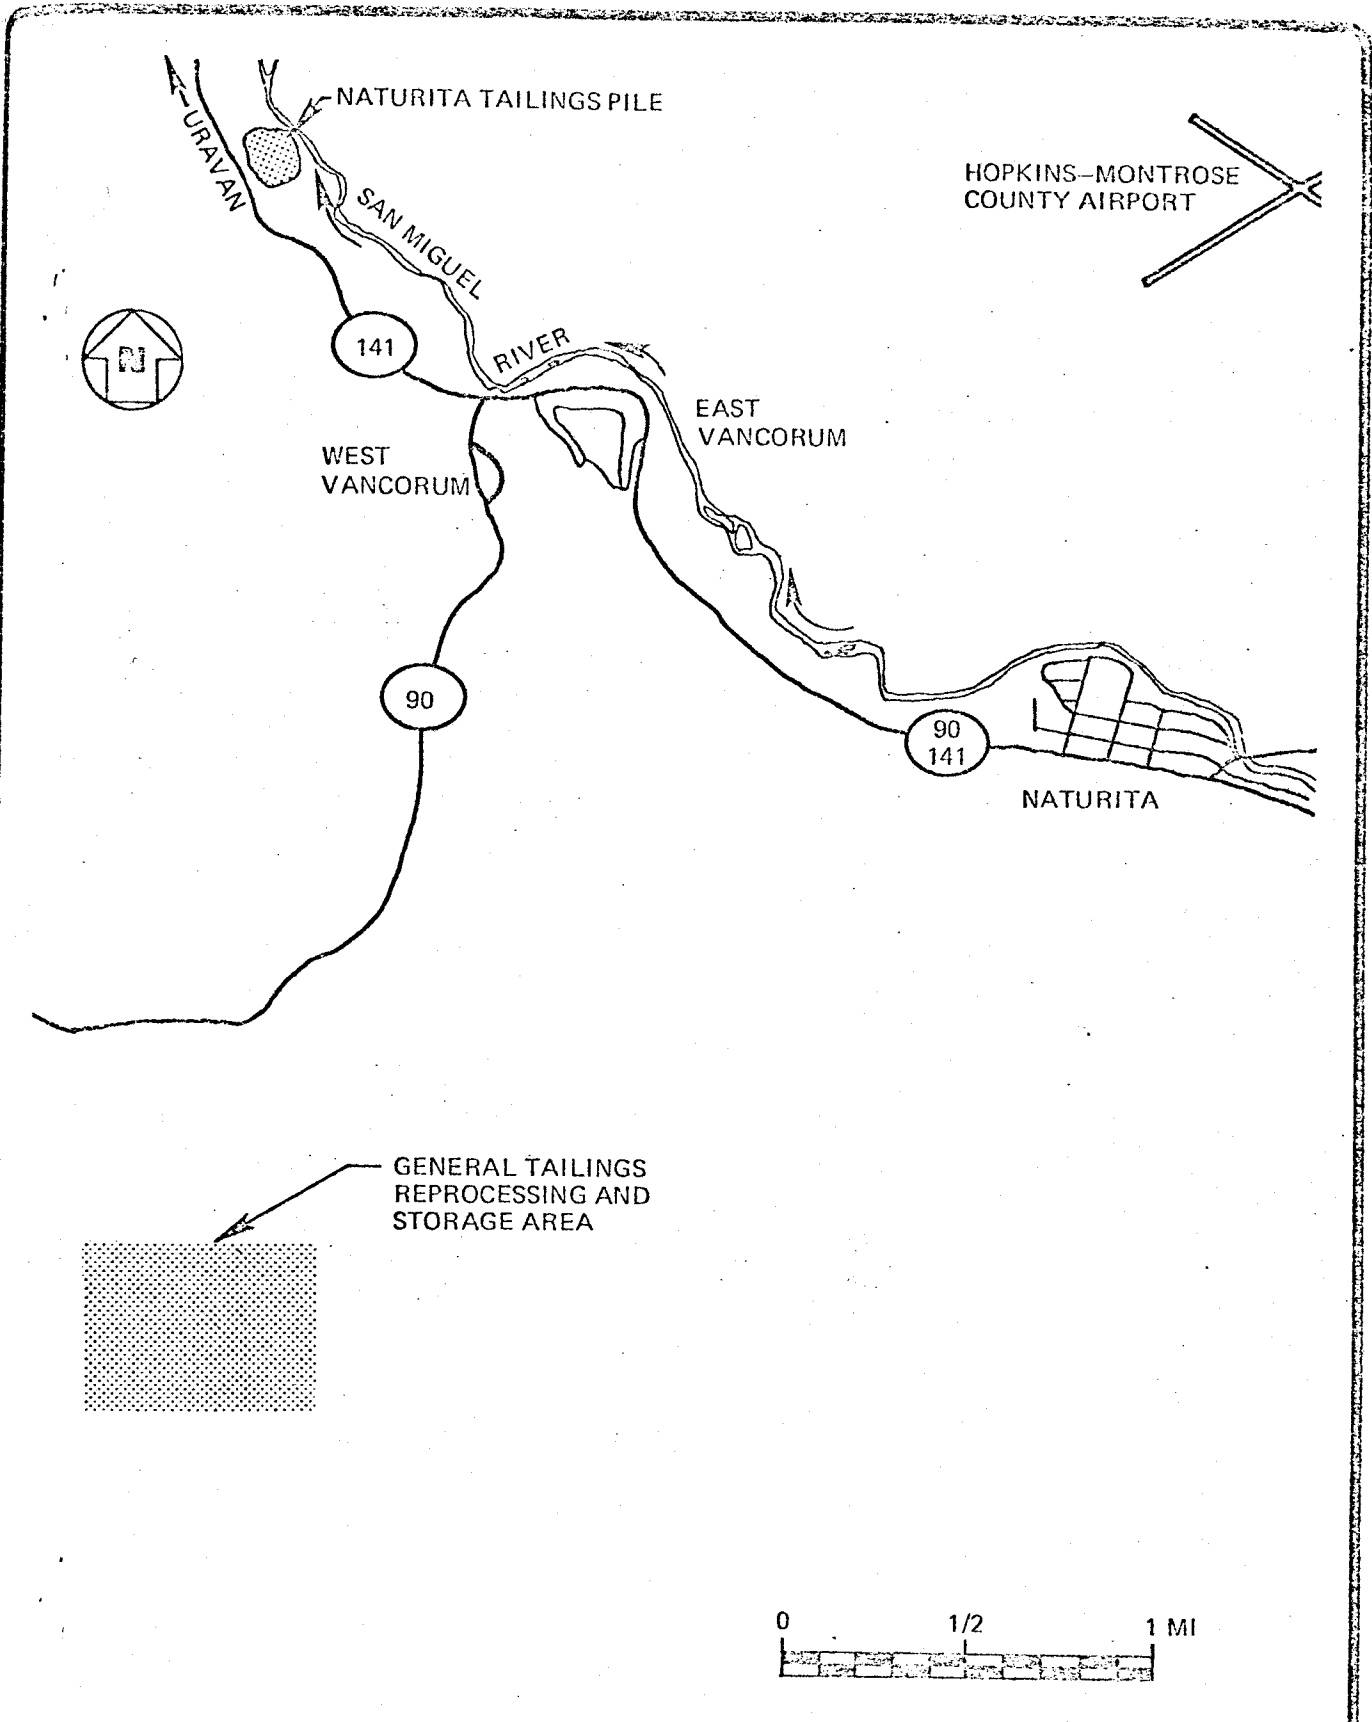 NATURITA TAILINGS PILE
URAVAN
HOPKINS–MONTROSE
COUNTY AIRPORT
SAN MIGUEL
RIVER
N
141
EAST
VANCORUM
WEST
VANCORUM
90
90
141
NATURITA
GENERAL TAILINGS
REPROCESSING AND
STORAGE AREA
0 1/2 1 MI